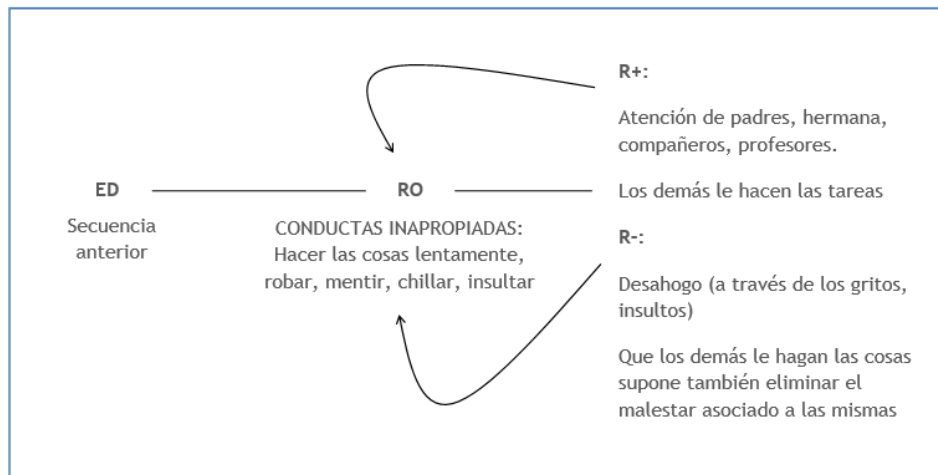 R+:
Atención de padres, hermana,
compañeros, profesores.
ED
RO
Los demás le hacen las tareas
Secuencia
anterior
CONDUCTAS INAPROPIADAS:
Hacer las cosas lentamente,
robar, mentir, chillar, insultar
R-:
Desahogo (a través de los gritos,
insultos)
Que los demás le hagan las cosas
supone también eliminar el
malestar asociado a las mismas